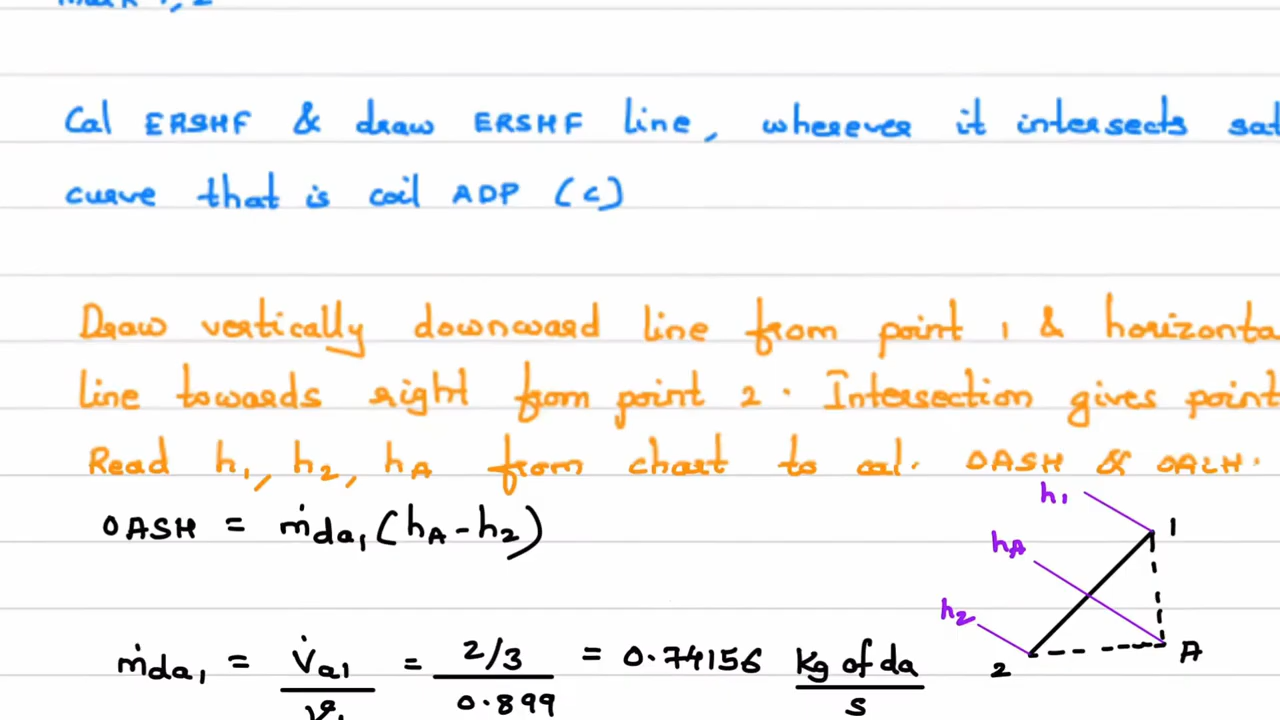 Cal ERSHF & draw ERSHF line, wherever it intersects sat
curve that is coil ADP (c)
Draw vertically downward line from point 1 & horizonta
line towards right from point 2. Intersection gives point
Read h₁, h₂, hA from chart to cal. OASH & OALH.
OASH = ṁda₁ (hA - h₂)
h₁
1
hA
h₂
2
A
ṁda₁ = V̇a1 / v₁ = 2/3 / 0.899 = 0.74156 kg of da / s